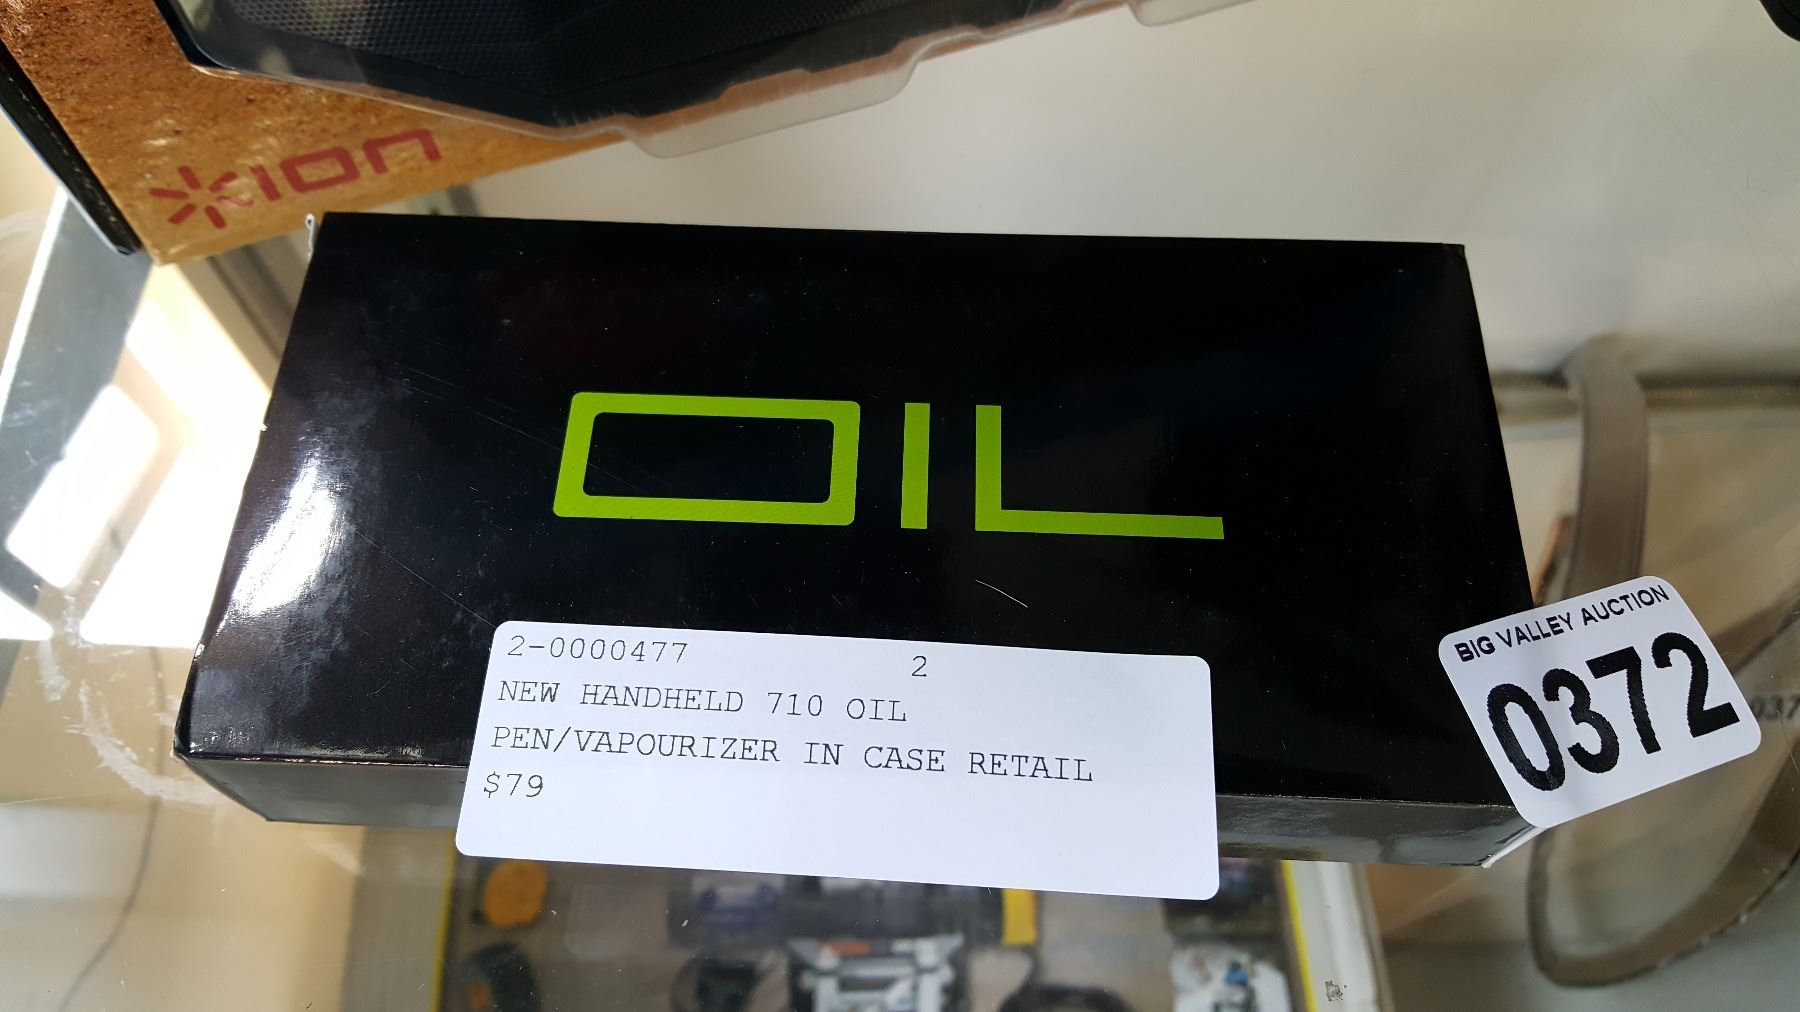 ION
OIL
2-0000477 2
NEW HANDHELD 710 OIL
PEN/VAPOURIZER IN CASE RETAIL
$79
BIG VALLEY AUCTION
0372
037